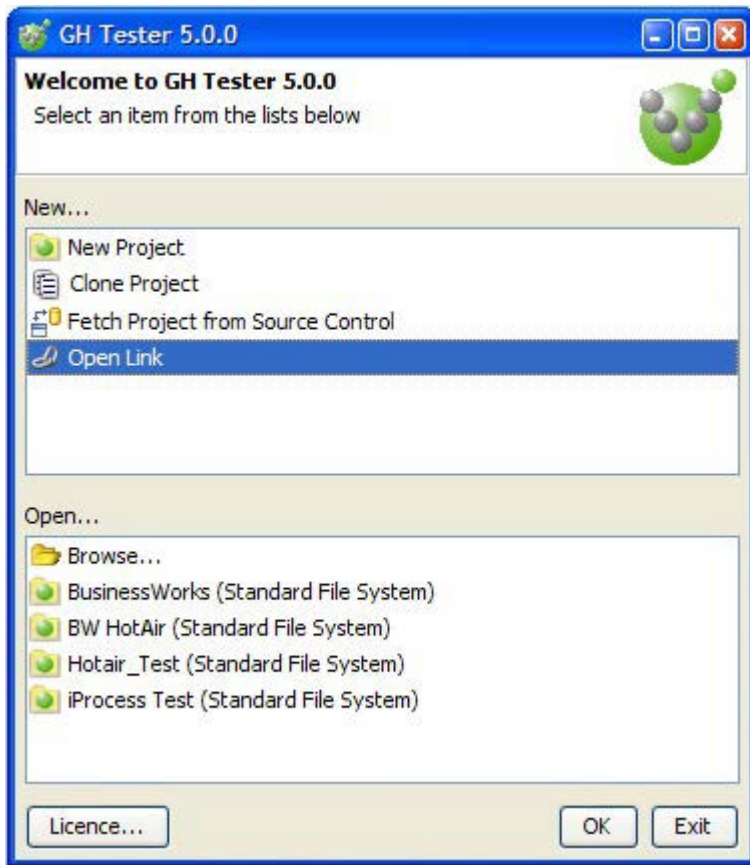 GH Tester 5.0.0
Welcome to GH Tester 5.0.0
Select an item from the lists below
New...
New Project
Clone Project
Fetch Project from Source Control
Open Link
Open...
Browse...
BusinessWorks (Standard File System)
BW HotAir (Standard File System)
Hotair_Test (Standard File System)
iProcess Test (Standard File System)
Licence... OK Exit